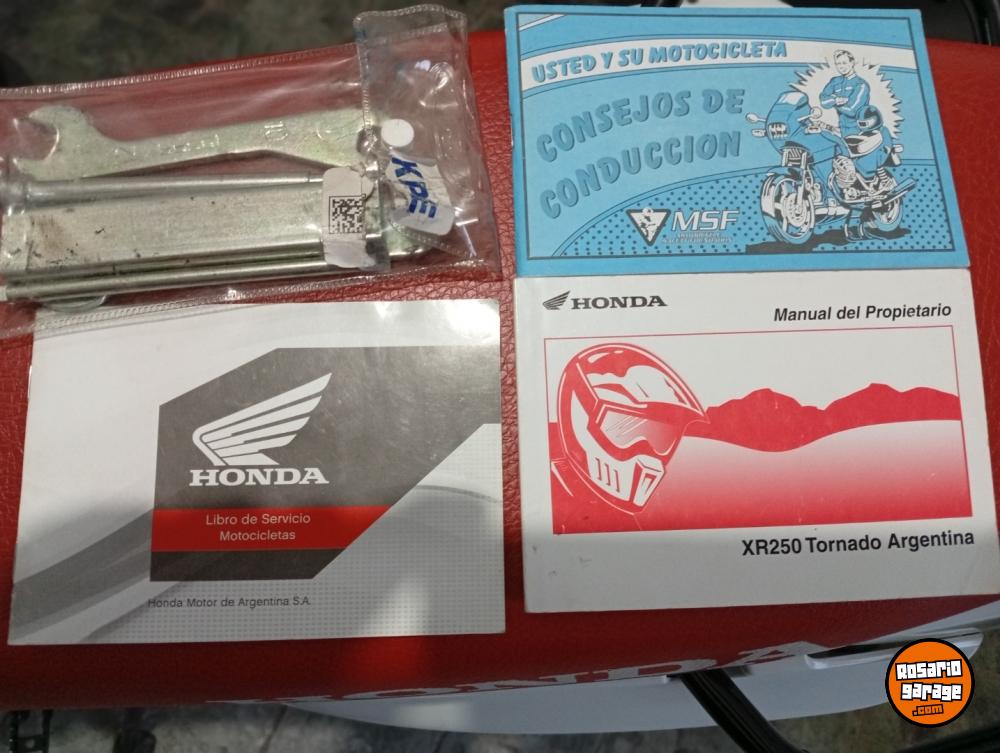 KPE
USTED Y SU MOTOCICLETA
CONSEJOS DE
CONDUCCION
MSF
HONDA
Manual del Propietario
XR250 Tornado Argentina
HONDA
Libro de Servicio
Motocicletas
Honda Motor de Argentina S.A.
HONDA
Rosario
garage
.com